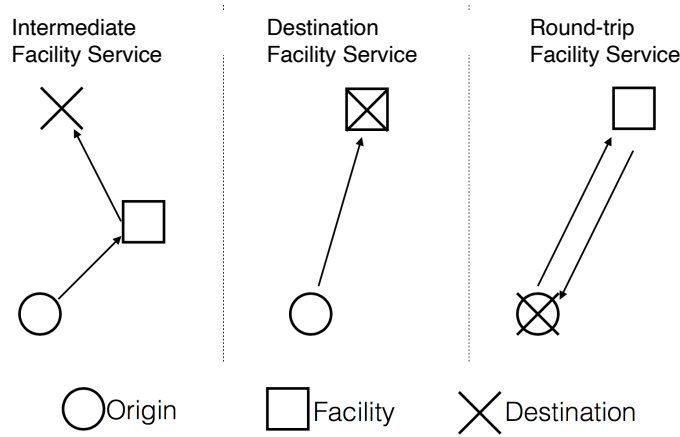 Intermediate
Facility Service
Destination
Facility Service
Round-trip
Facility Service
Origin
Facility
Destination